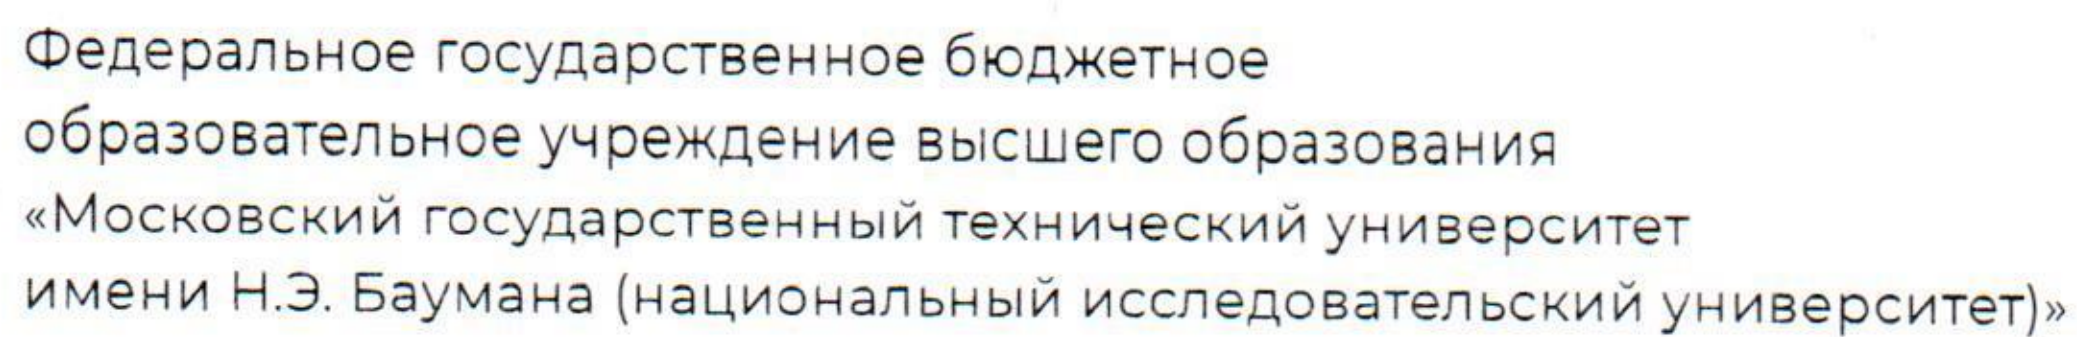 Федеральное государственное бюджетное
образовательное учреждение высшего образования
«Московский государственный технический университет
имени Н.Э. Баумана (национальный исследовательский университет)»